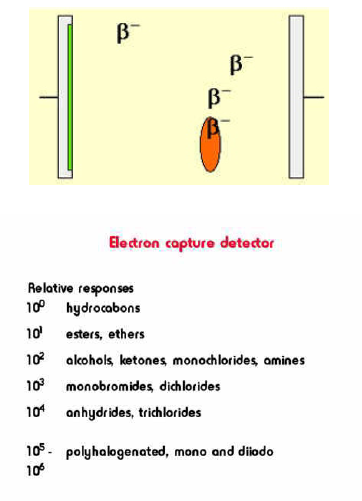 β⁻
β⁻
β⁻
β⁻
Electron capture detector
Relative responses
10⁰ hydrocabons
10¹ esters, ethers
10² alcohols, ketones, monochlorides, amines
10³ monobromides, dichlorides
10⁴ anhydrides, trichlorides
10⁵ - polyhalogenated, mono and diiodo
10⁶